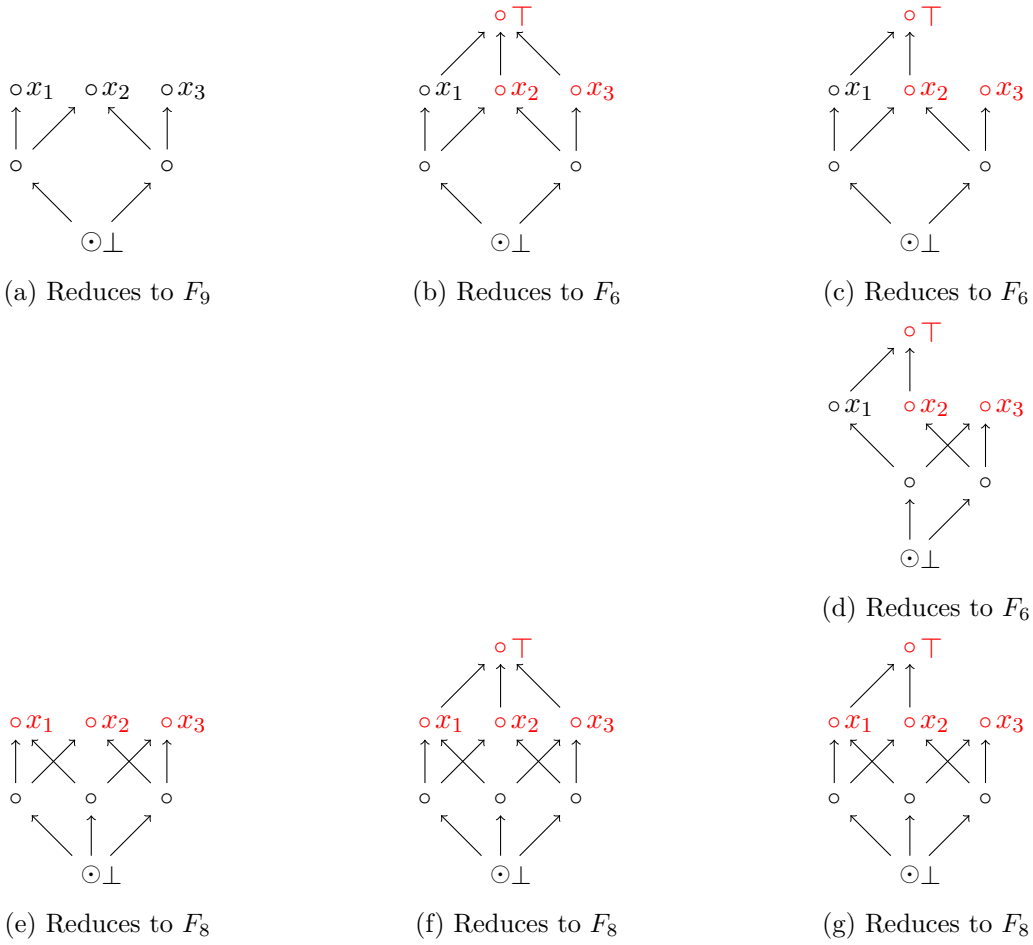 ⊤ ⊤
x₁ x₂ x₃ x₁ x₂ x₃ x₁ x₂ x₃
⊥ ⊥ ⊥
(a) Reduces to F₉ (b) Reduces to F₆ (c) Reduces to F₆
⊤
x₁ x₂ x₃
⊥
(d) Reduces to F₆
⊤ ⊤
x₁ x₂ x₃ x₁ x₂ x₃ x₁ x₂ x₃
⊥ ⊥ ⊥
(e) Reduces to F₈ (f) Reduces to F₈ (g) Reduces to F₈